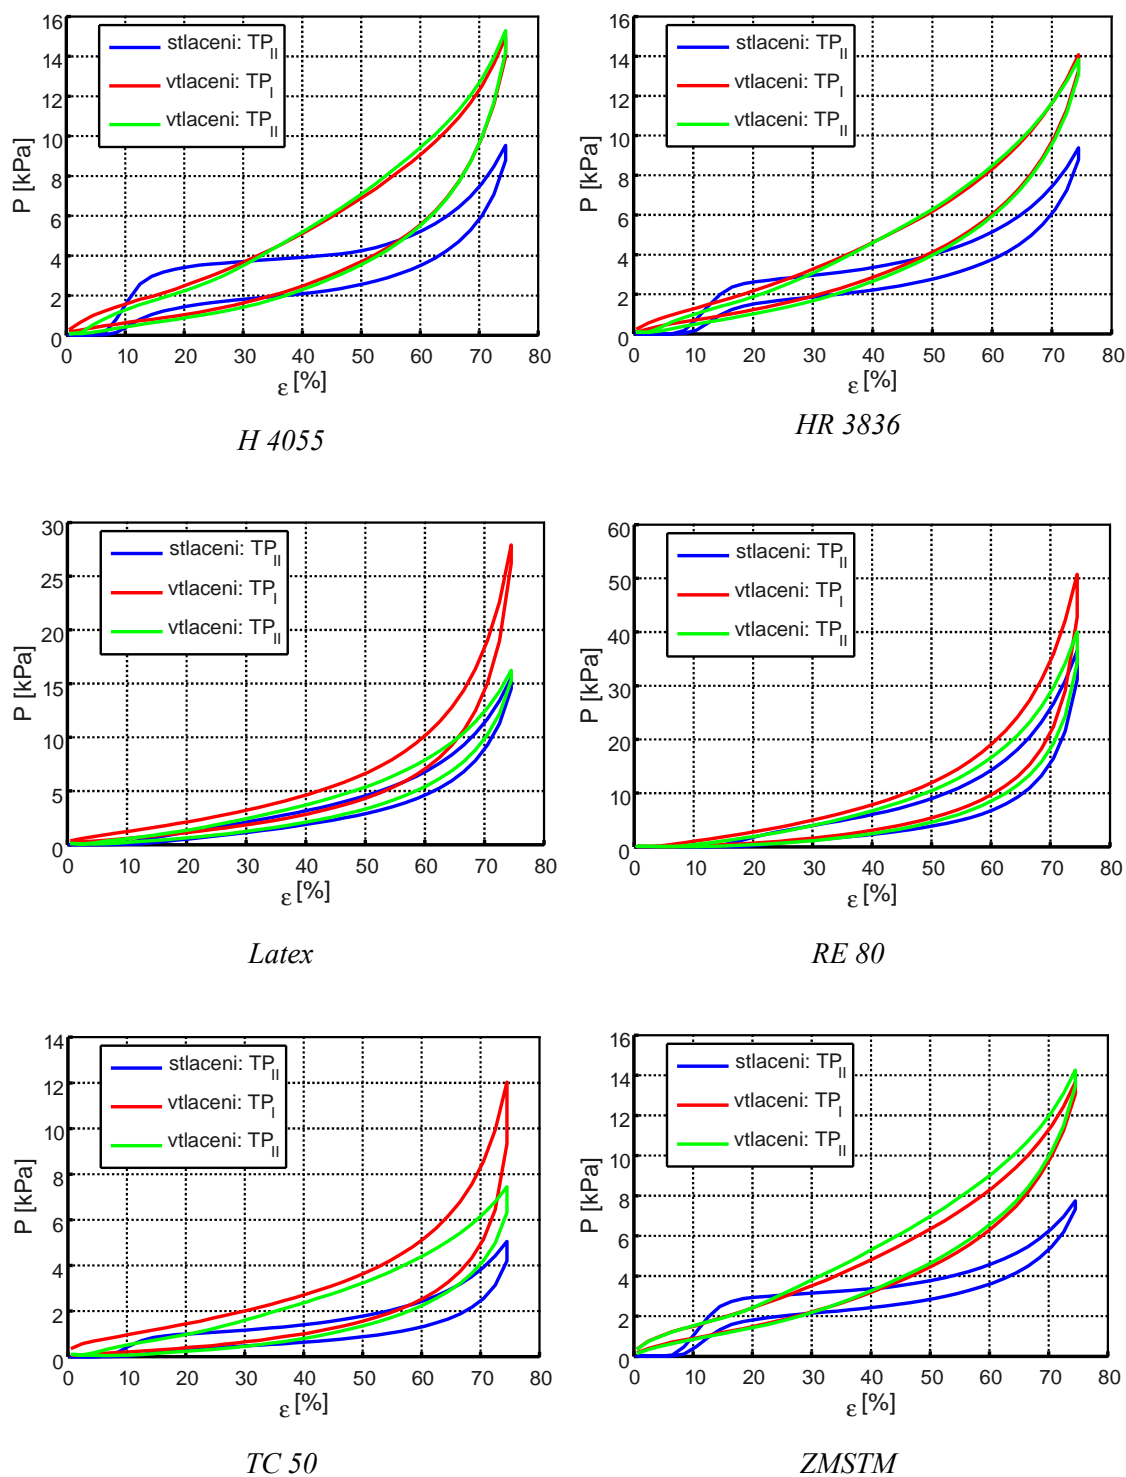 16
14
12
10
8
6
4
2
0
P [kPa]
stlaceni: TP_II
vtlaceni: TP_I
vtlaceni: TP_II
0 10 20 30 40 50 60 70 80
ε [%]
H 4055
16
14
12
10
8
6
4
2
0
P [kPa]
stlaceni: TP_II
vtlaceni: TP_I
vtlaceni: TP_II
0 10 20 30 40 50 60 70 80
ε [%]
HR 3836
30
25
20
15
10
5
0
P [kPa]
stlaceni: TP_II
vtlaceni: TP_I
vtlaceni: TP_II
0 10 20 30 40 50 60 70 80
ε [%]
Latex
60
50
40
30
20
10
0
P [kPa]
stlaceni: TP_II
vtlaceni: TP_I
vtlaceni: TP_II
0 10 20 30 40 50 60 70 80
ε [%]
RE 80
14
12
10
8
6
4
2
0
P [kPa]
stlaceni: TP_II
vtlaceni: TP_I
vtlaceni: TP_II
0 10 20 30 40 50 60 70 80
ε [%]
TC 50
16
14
12
10
8
6
4
2
0
P [kPa]
stlaceni: TP_II
vtlaceni: TP_I
vtlaceni: TP_II
0 10 20 30 40 50 60 70 80
ε [%]
ZMSTM